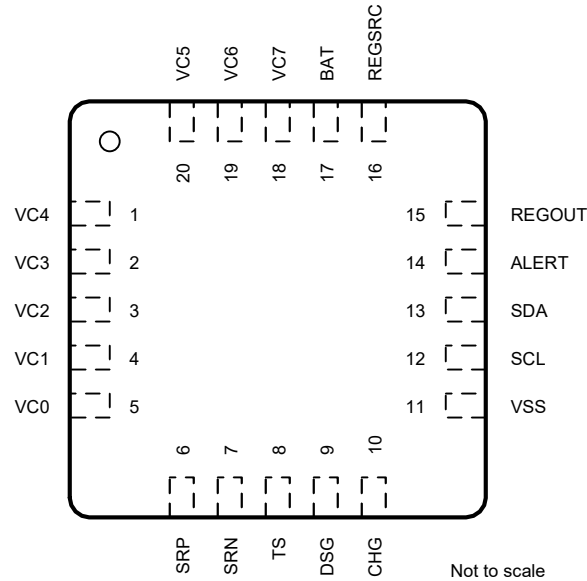 VC5 VC6 VC7 BAT REGSRC
20 19 18 17 16
VC4 1 15 REGOUT
VC3 2 14 ALERT
VC2 3 13 SDA
VC1 4 12 SCL
VC0 5 11 VSS
6 7 8 9 10
SRP SRN TS DSG CHG
Not to scale